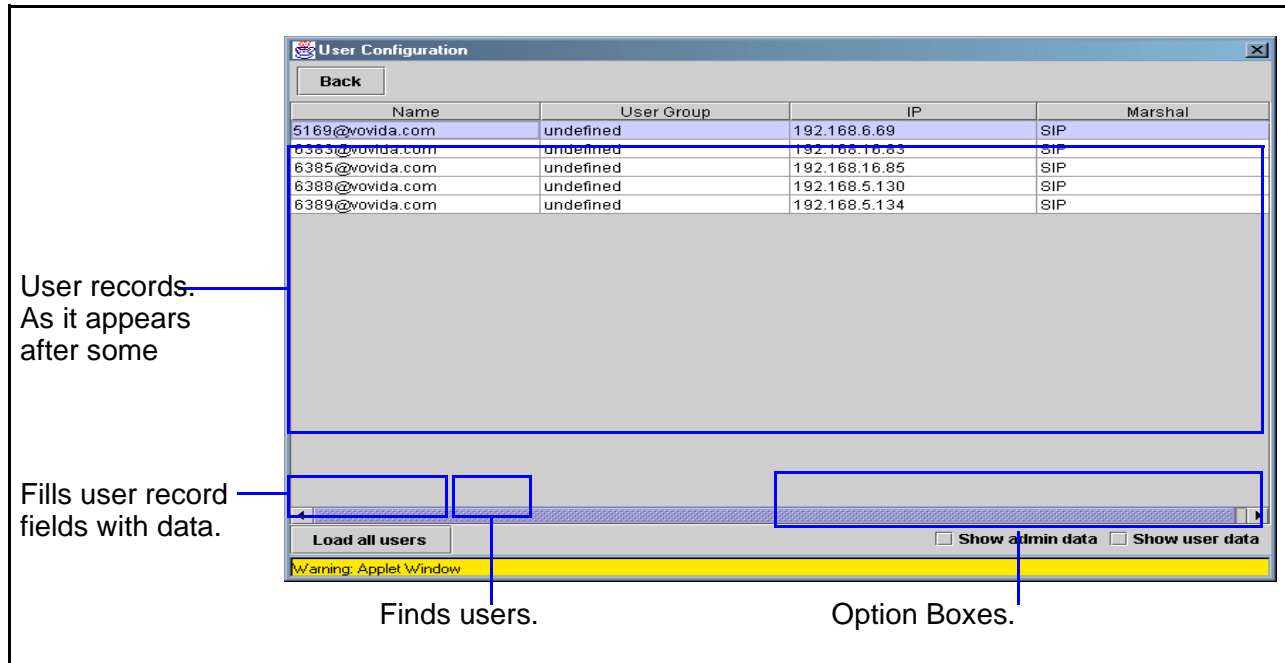 User Configuration
Back
Name User Group IP Marshal
5169@vovida.com undefined 192.168.6.69 SIP
6383@vovida.com undefined 192.168.16.83 SIP
6385@vovida.com undefined 192.168.16.85 SIP
6388@vovida.com undefined 192.168.5.130 SIP
6389@vovida.com undefined 192.168.5.134 SIP
User records.
As it appears
after some
Fills user record
fields with data.
Load all users Show admin data Show user data
Warning: Applet Window
Finds users. Option Boxes.